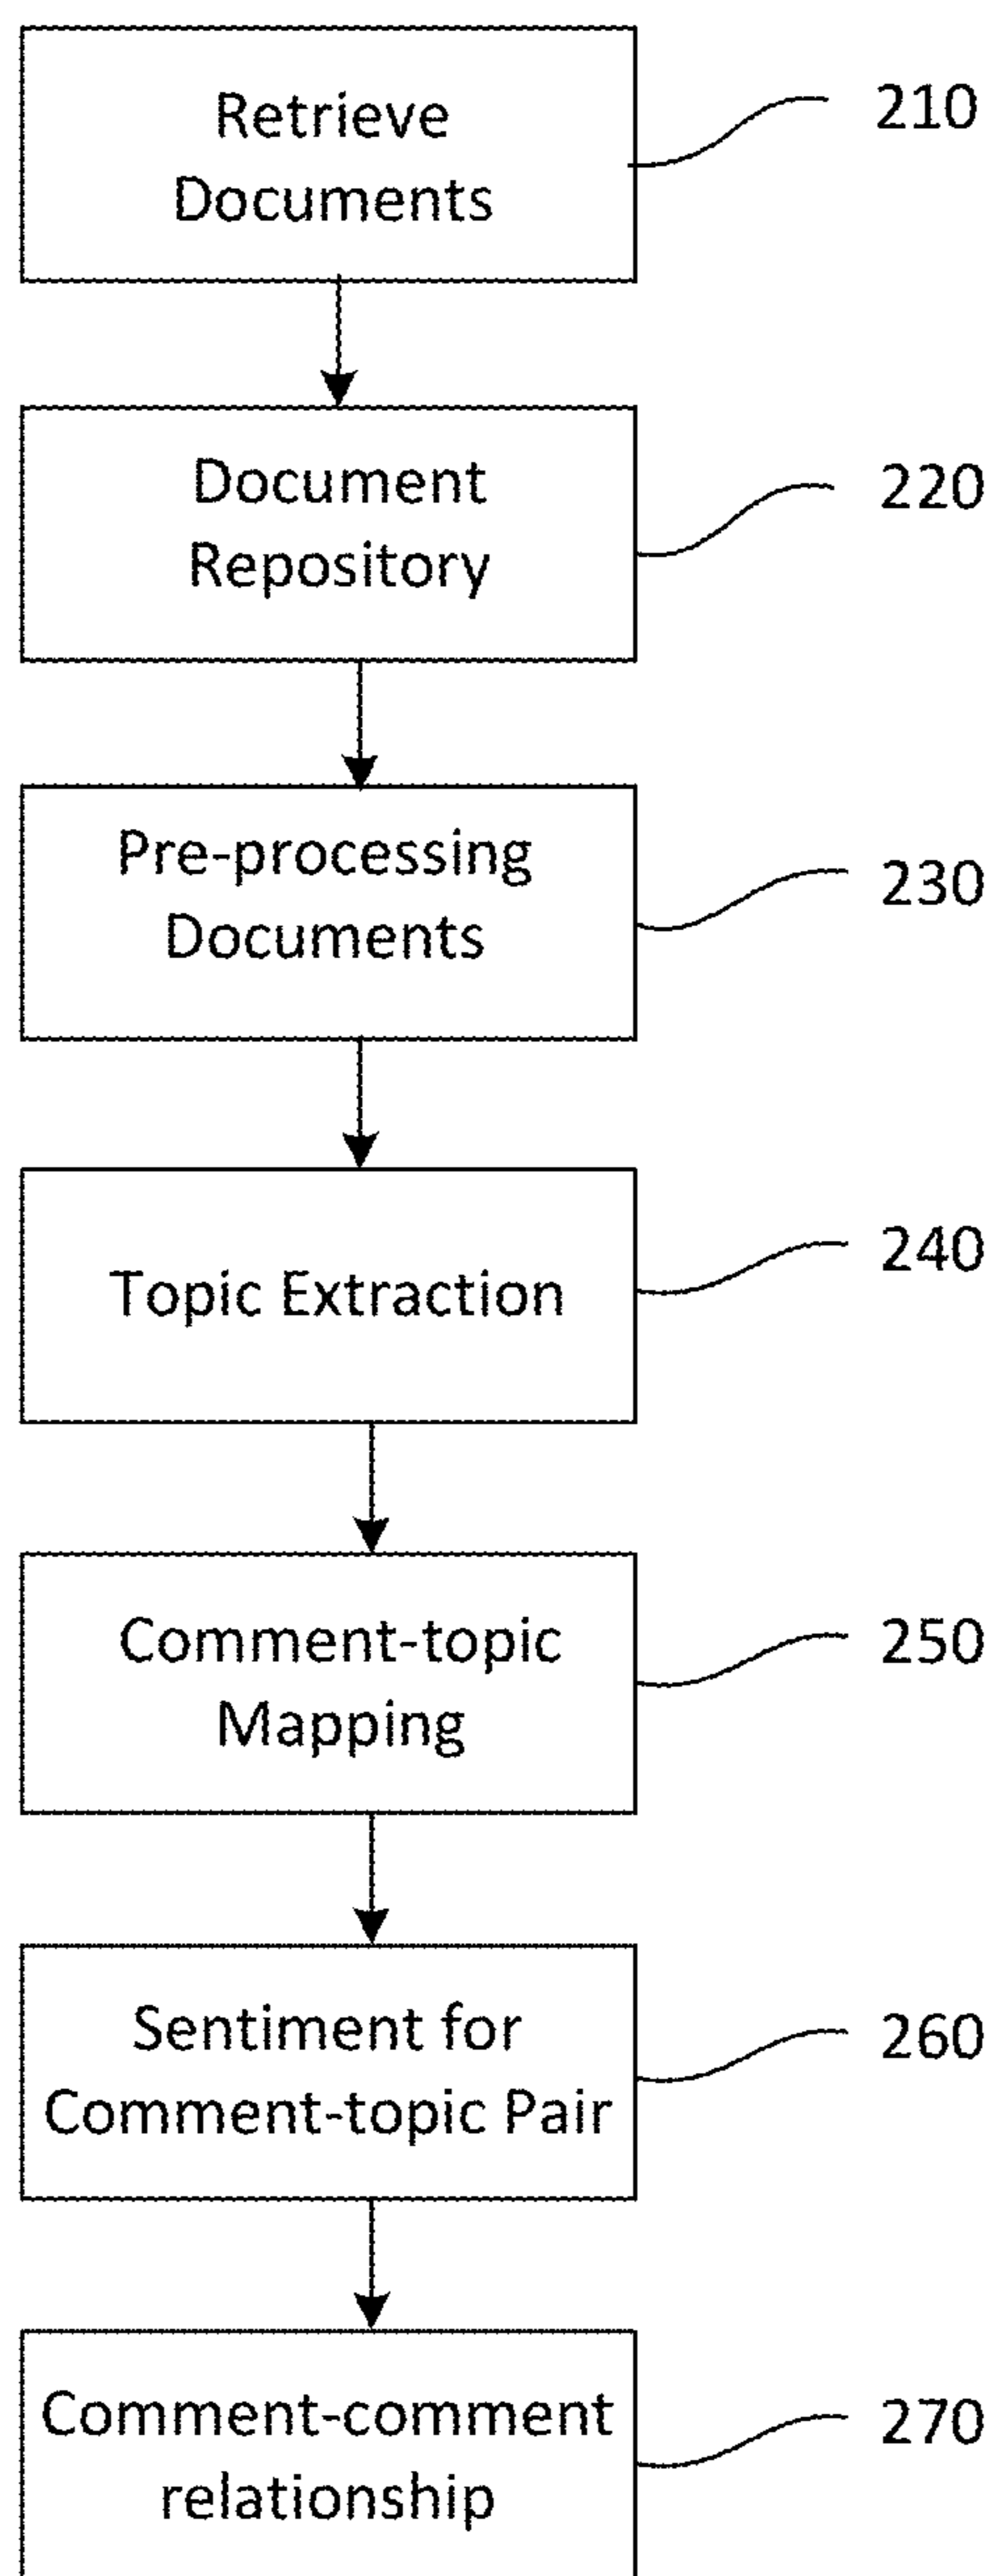 Retrieve
Documents
210
Document
Repository
220
Pre-processing
Documents
230
Topic Extraction
240
Comment-topic
Mapping
250
Sentiment for
Comment-topic Pair
260
Comment-comment
relationship
270